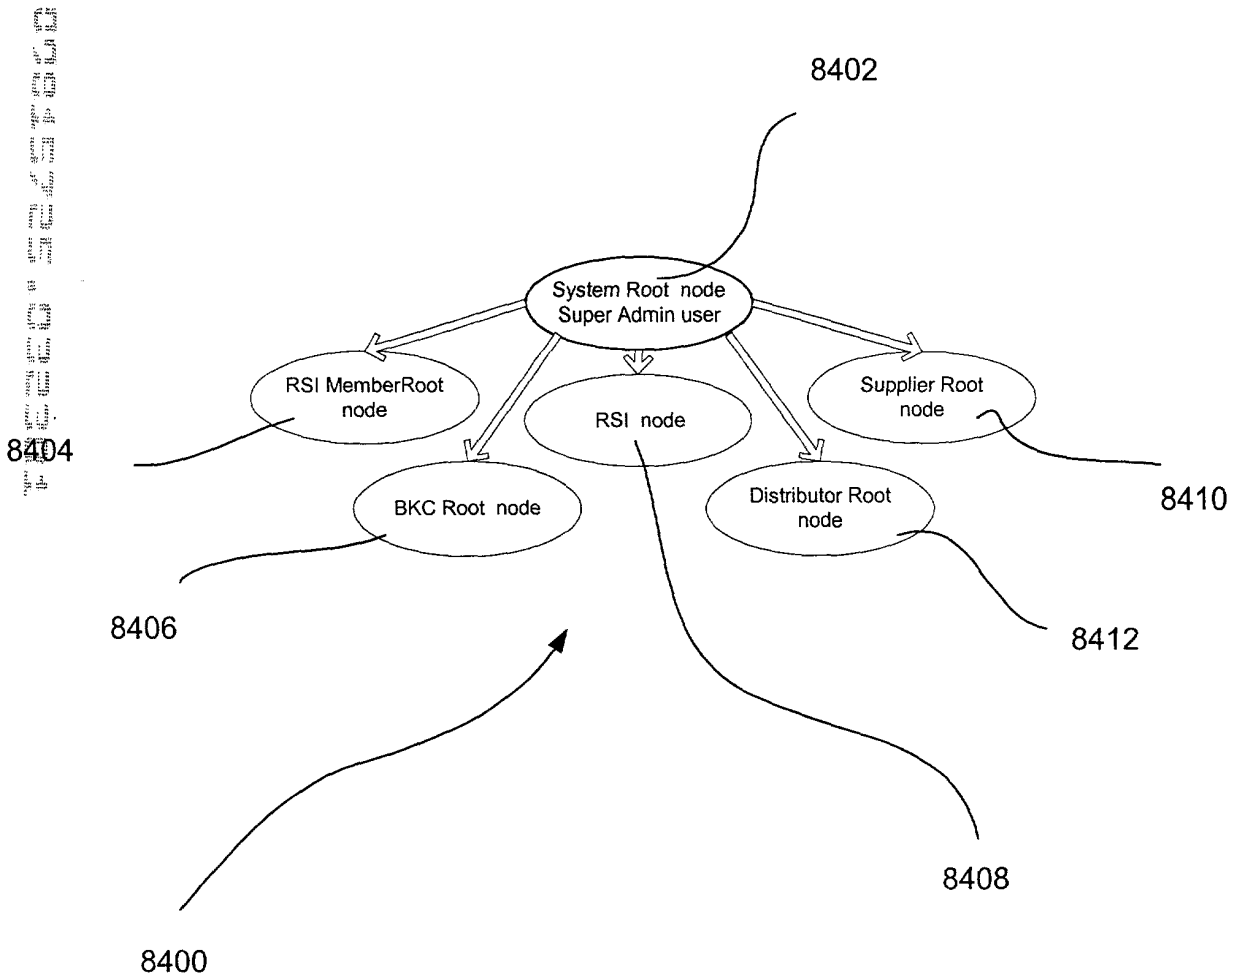 8402
System Root node
Super Admin user
RSI MemberRoot
node
RSI node
Supplier Root
node
8404
BKC Root node
Distributor Root
node
8410
8406
8412
8408
8400